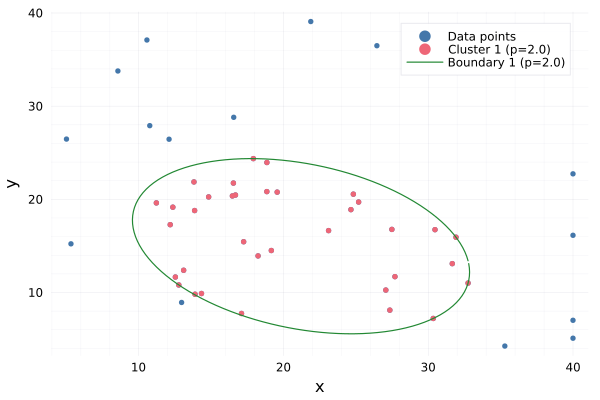 40
Data points
Cluster 1 (p=2.0)
Boundary 1 (p=2.0)
30
y
20
10
10 20 30 40
x